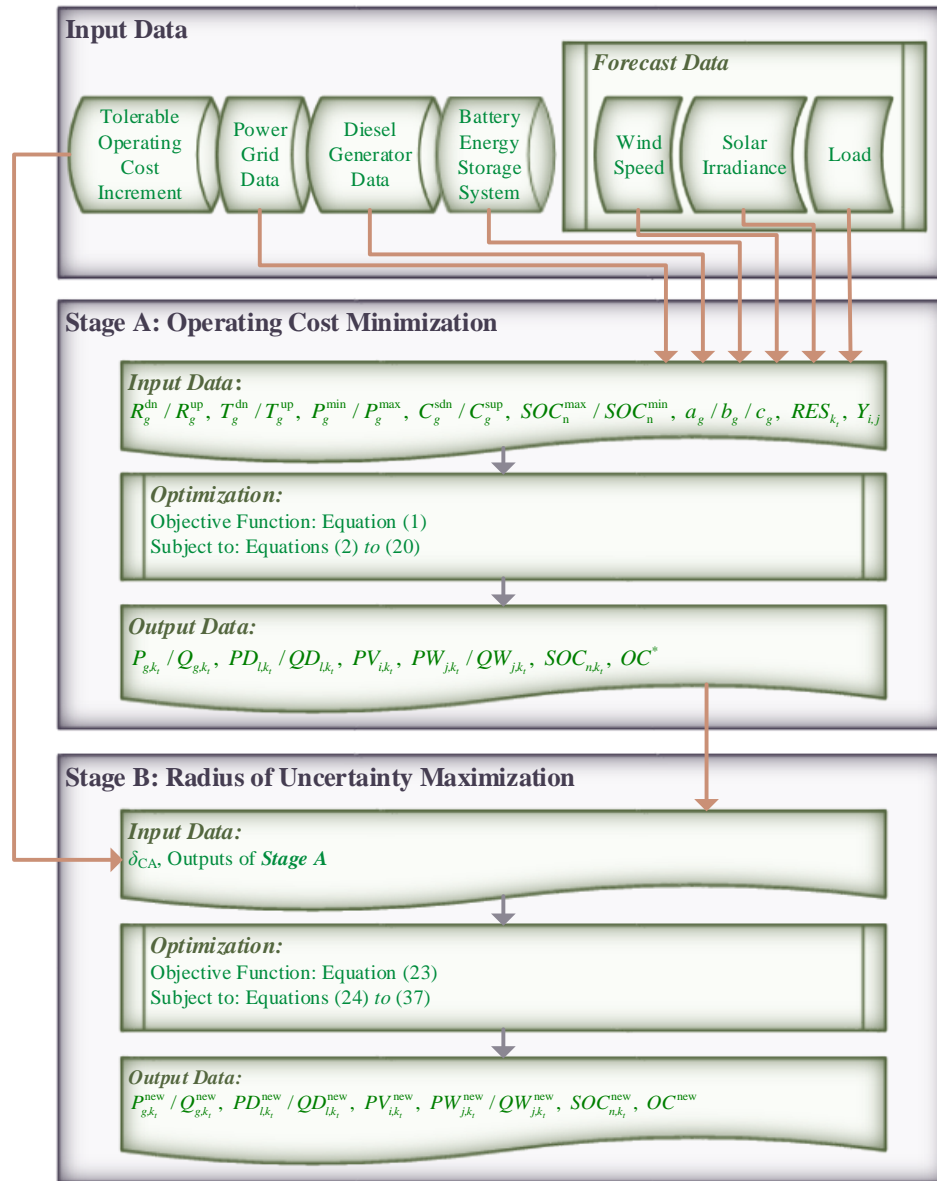 Input Data
Forecast Data
Tolerable
Operating
Cost
Increment
Power
Grid
Data
Diesel
Generator
Data
Battery
Energy
Storage
System
Wind
Speed
Solar
Irradiance
Load
Stage A: Operating Cost Minimization
Input Data:
R_g^dn / R_g^up, T_g^dn / T_g^up, P_g^min / P_g^max, C_g^sdn / C_g^sup, SOC_n^max / SOC_n^min, a_g / b_g / c_g, RES_{k_t}, Y_{i,j}
Optimization:
Objective Function: Equation (1)
Subject to: Equations (2) to (20)
Output Data:
P_{g,k_t} / Q_{g,k_t}, PD_{l,k_t} / QD_{l,k_t}, PV_{i,k_t}, PW_{j,k_t} / QW_{j,k_t}, SOC_{n,k_t}, OC^*
Stage B: Radius of Uncertainty Maximization
Input Data:
δ_CA, Outputs of Stage A
Optimization:
Objective Function: Equation (23)
Subject to: Equations (24) to (37)
Output Data:
P_{g,k_t}^new / Q_{g,k_t}^new, PD_{l,k_t}^new / QD_{l,k_t}^new, PV_{i,k_t}^new, PW_{j,k_t}^new / QW_{j,k_t}^new, SOC_{n,k_t}^new, OC^new